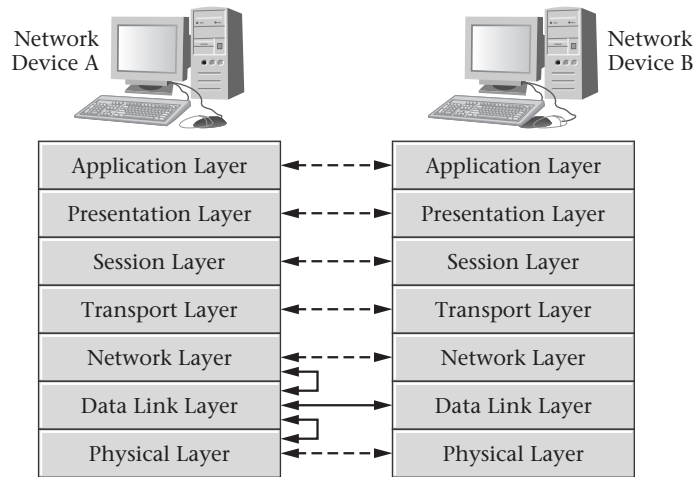 Network
Device A
Network
Device B
Application Layer
Application Layer
Presentation Layer
Presentation Layer
Session Layer
Session Layer
Transport Layer
Transport Layer
Network Layer
Network Layer
Data Link Layer
Data Link Layer
Physical Layer
Physical Layer